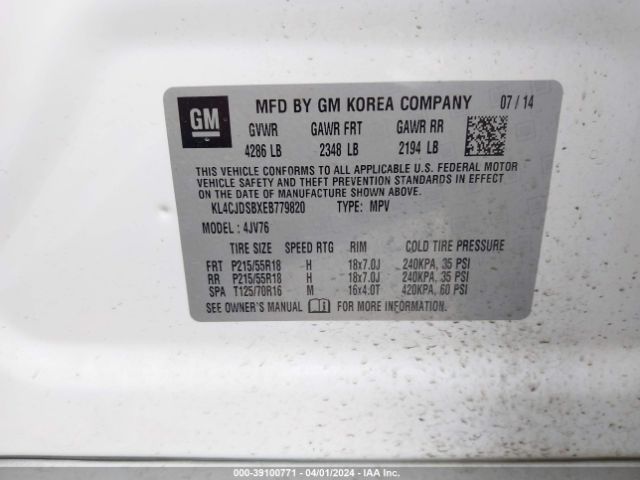 GM MFD BY GM KOREA COMPANY 07/14
GVWR GAWR FRT GAWR RR
4286 LB 2348 LB 2194 LB
THIS VEHICLE CONFORMS TO ALL APPLICABLE U.S. FEDERAL MOTOR
VEHICLE SAFETY AND THEFT PREVENTION STANDARDS IN EFFECT
ON THE DATE OF MANUFACTURE SHOWN ABOVE.
KL4CJDSBXEB779820 TYPE: MPV
MODEL: 4JV76
TIRE SIZE SPEED RTG RIM COLD TIRE PRESSURE
FRT P215/55R18 H 18x7.0J 240KPA, 35 PSI
RR P215/55R18 H 18x7.0J 240KPA, 35 PSI
SPA T125/70R16 M 16x4.0T 420KPA, 60 PSI
SEE OWNER'S MANUAL FOR MORE INFORMATION.
000-39100771 - 04/01/2024 - IAA Inc.